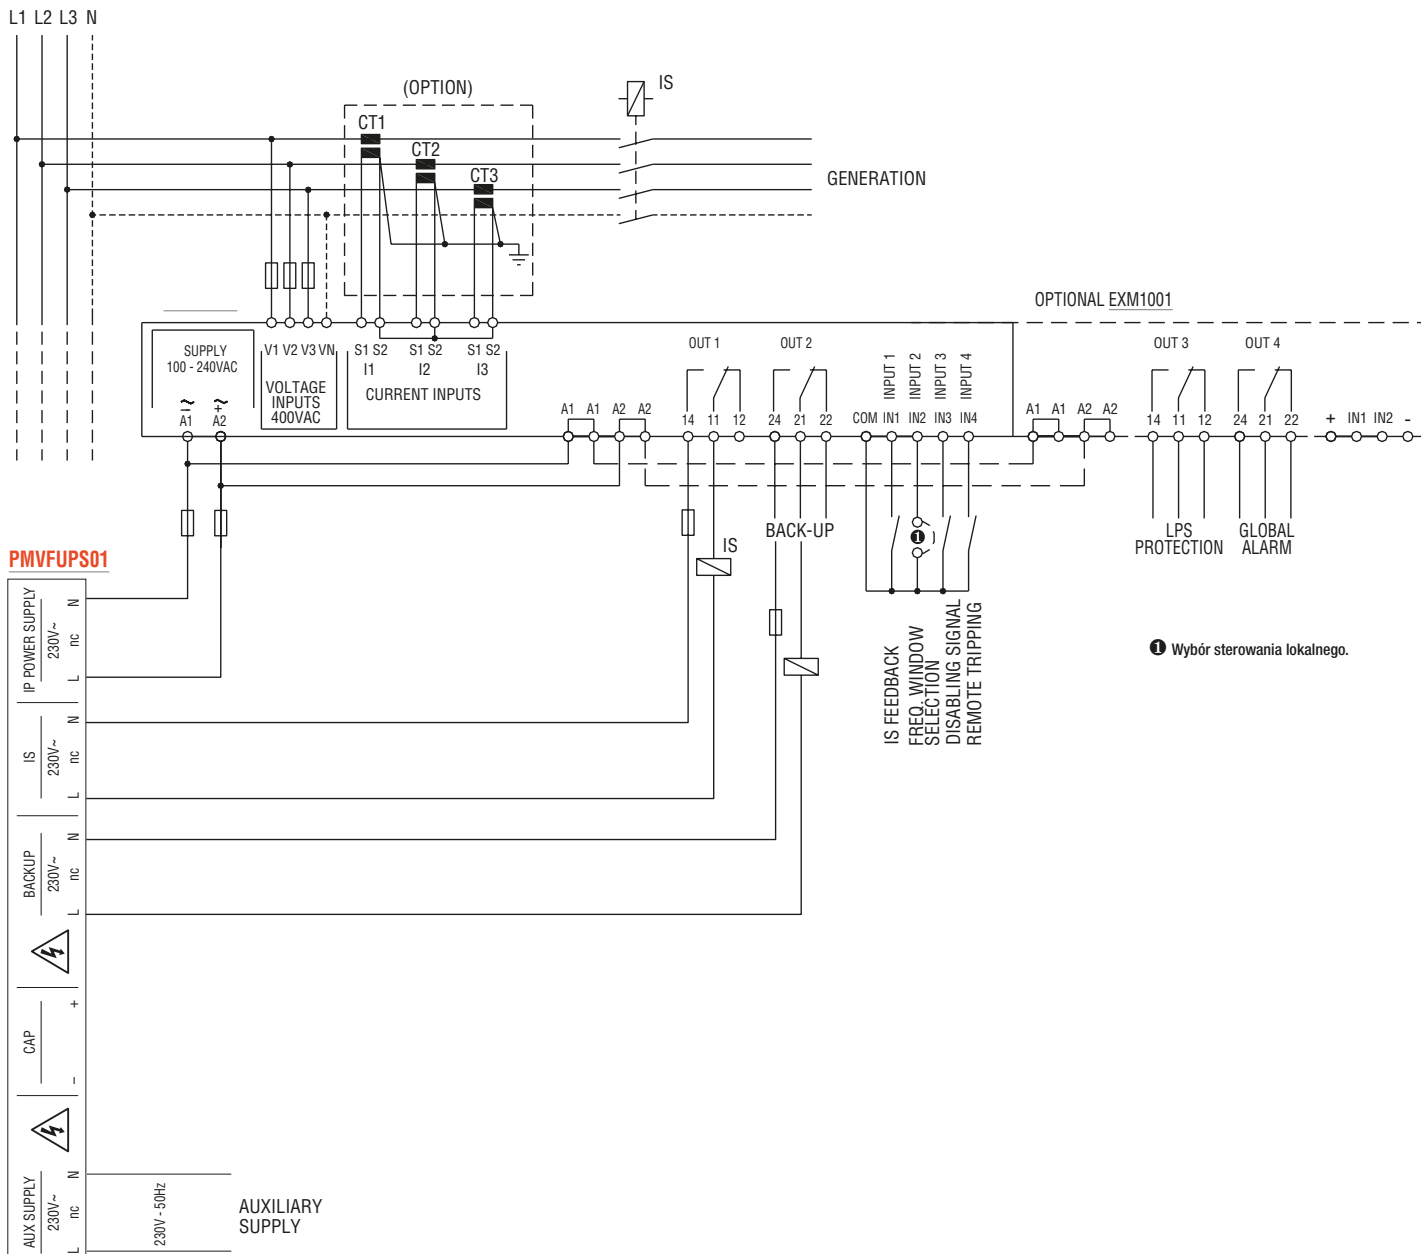 L1 L2 L3 N
(OPTION)
IS
CT1
CT2
CT3
GENERATION
OPTIONAL EXM1001
SUPPLY
100 - 240VAC
~
–
A1
~
+
A2
V1 V2 V3 VN
VOLTAGE
INPUTS
400VAC
S1 S2
I1
S1 S2
I2
S1 S2
I3
CURRENT INPUTS
A1 A1 A2 A2
OUT 1
14 11 12
OUT 2
24 21 22
INPUT 1
INPUT 2
INPUT 3
INPUT 4
COM IN1 IN2 IN3 IN4
A1 A1 A2 A2
OUT 3
14 11 12
OUT 4
24 21 22
+ IN1 IN2 -
IS
BACK-UP
1
LPS
PROTECTION
GLOBAL
ALARM
IS FEEDBACK
FREQ. WINDOW
SELECTION
DISABLING SIGNAL
REMOTE TRIPPING
1 Wybór sterowania lokalnego.
PMVFUPS01
IP POWER SUPPLY
230V~
L nc N
IS
230V~
L nc N
BACKUP
230V~
L nc N
CAP
– +
AUX SUPPLY
230V~
L nc N
230V - 50Hz
AUXILIARY
SUPPLY